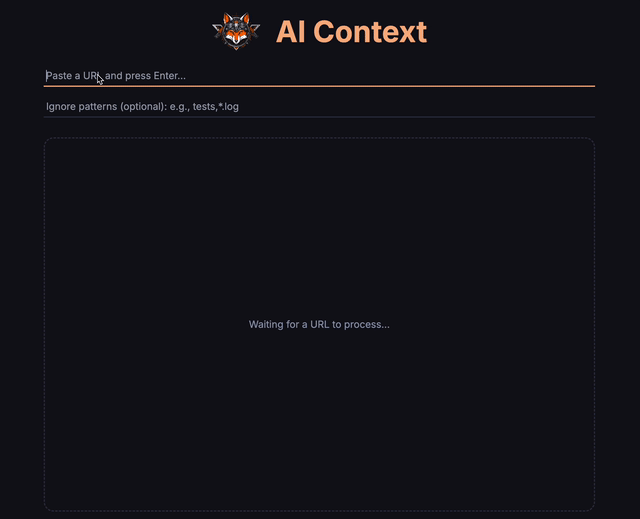 AI Context
Paste a URL and press Enter...
Ignore patterns (optional): e.g., tests,*.log
Waiting for a URL to process...